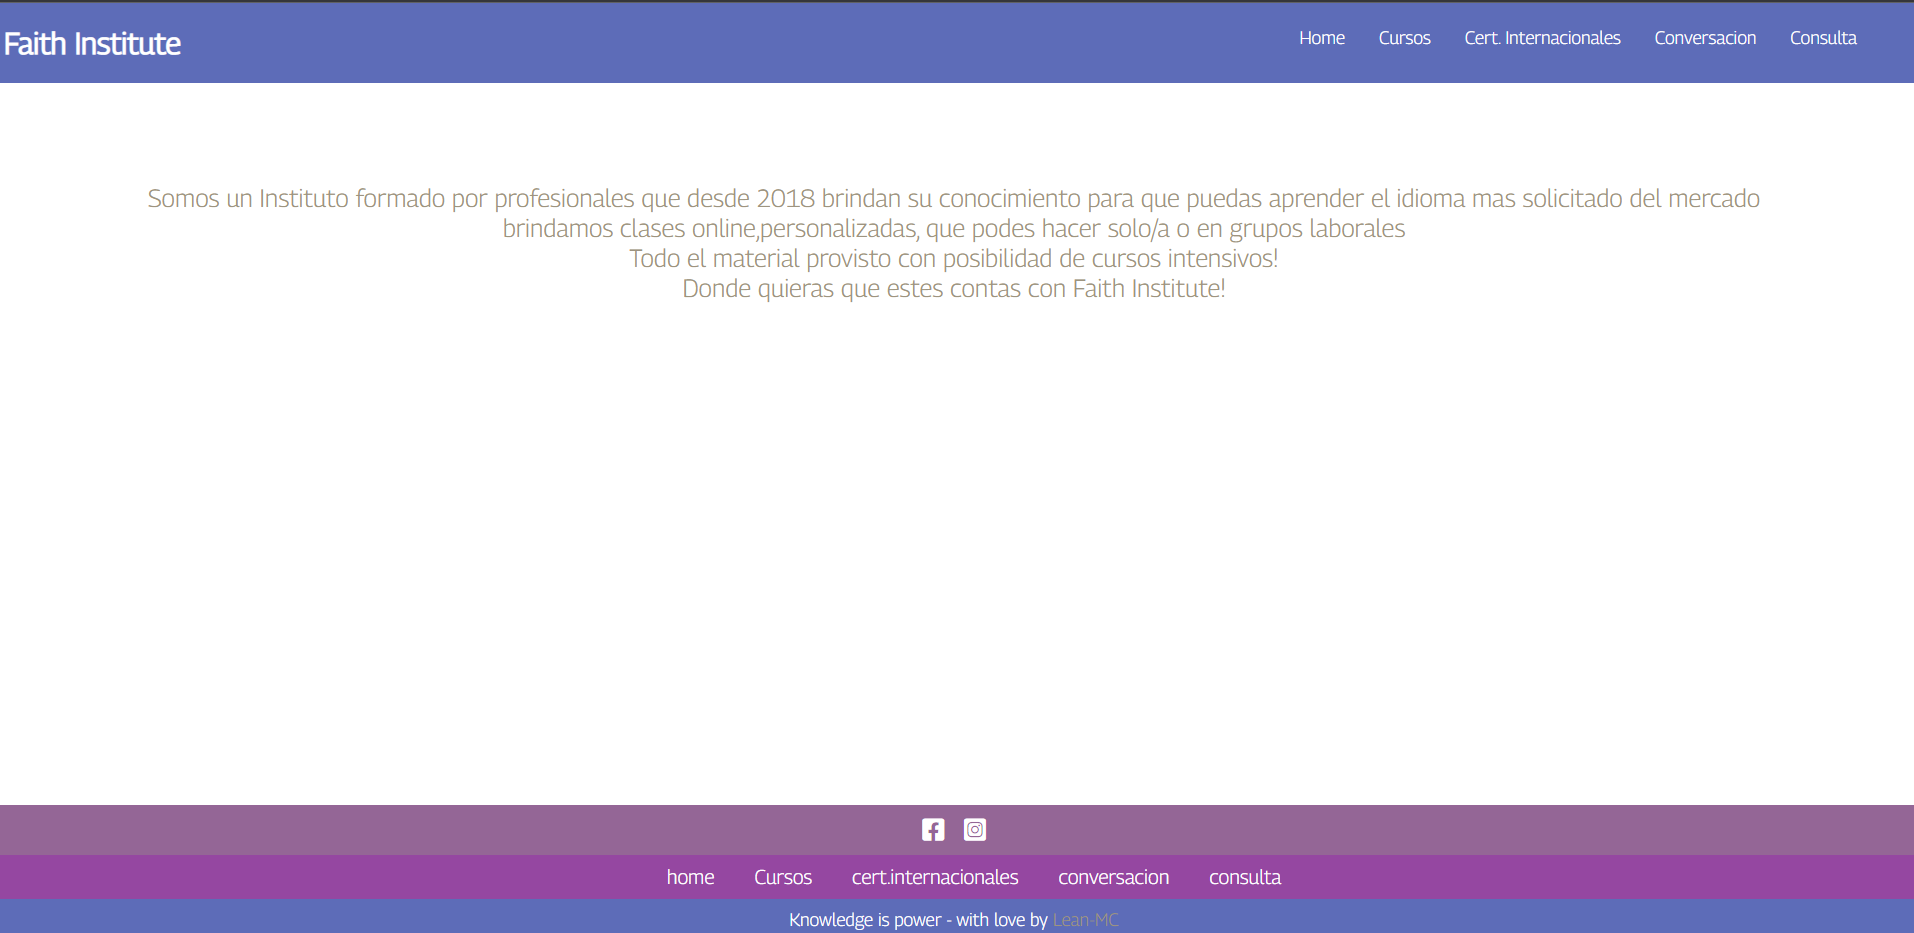 Faith Institute
Home Cursos Cert. Internacionales Conversacion Consulta
Somos un Instituto formado por profesionales que desde 2018 brindan su conocimiento para que puedas aprender el idioma mas solicitado del mercado
brindamos clases online,personalizadas, que podes hacer solo/a o en grupos laborales
Todo el material provisto con posibilidad de cursos intensivos!
Donde quieras que estes contas con Faith Institute!
home Cursos cert.internacionales conversacion consulta
Knowledge is power - with love by Lean-MC